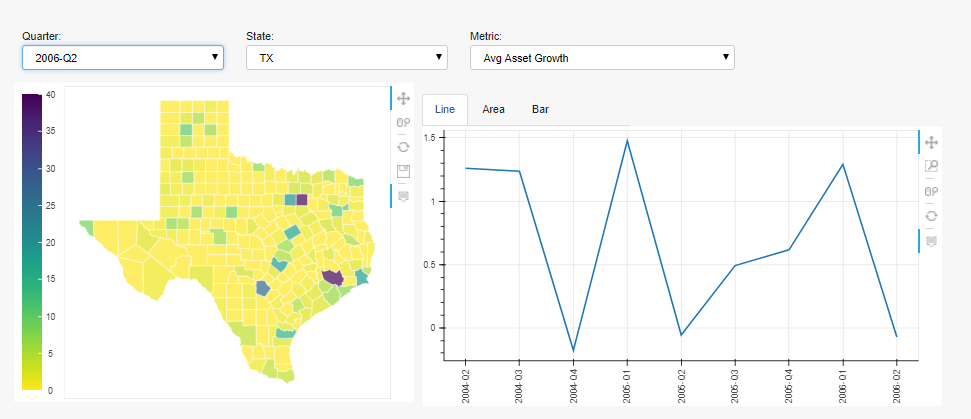 Quarter:
State:
Metric:
2006-Q2
TX
Avg Asset Growth
40
35
30
25
20
15
10
5
0
Line
Area
Bar
1.5
1
0.5
0
2004-Q2
2004-Q3
2004-Q4
2005-Q1
2005-Q2
2005-Q3
2005-Q4
2006-Q1
2006-Q2